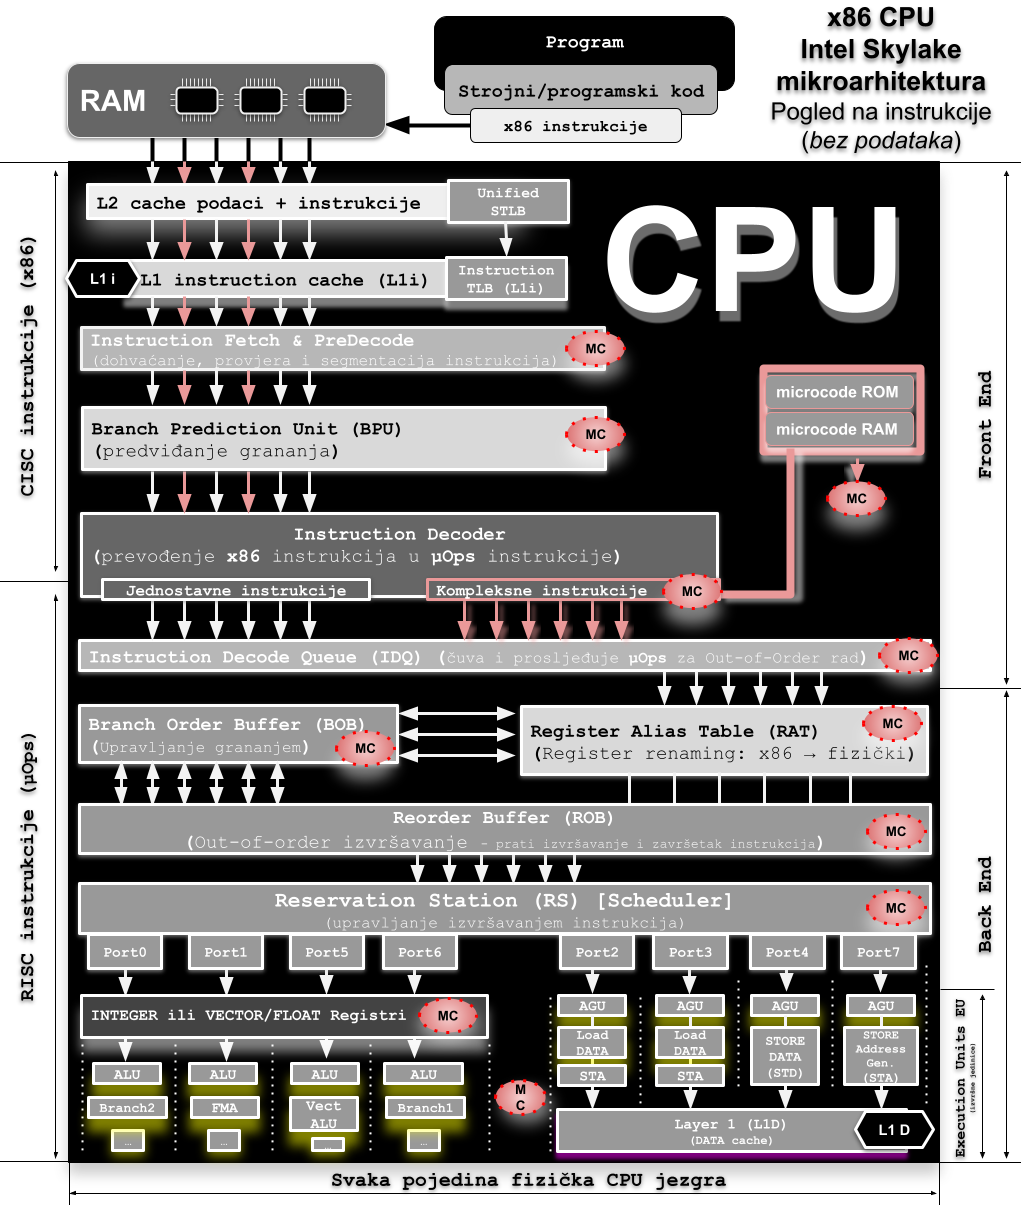 x86 CPU
Intel Skylake
mikroarhitektura
Pogled na instrukcije
(bez podataka)
Program
Strojni/programski kod
x86 instrukcije
RAM
CPU
L2 cache podaci + instrukcije
Unified
STLB
L1 i
L1 instruction cache (L1i)
Instruction
TLB (L1i)
Instruction Fetch & PreDecode
(dohvaćanje, provjera i segmentacija instrukcija)
MC
Branch Prediction Unit (BPU)
(predviđanje grananja)
MC
microcode ROM
microcode RAM
MC
Instruction Decoder
(prevođenje x86 instrukcija u µOps instrukcije)
Jednostavne instrukcije
Kompleksne instrukcije
MC
Instruction Decode Queue (IDQ) (čuva i prosljeđuje µOps za Out-of-Order rad)
MC
Branch Order Buffer (BOB)
(Upravljanje grananjem)
MC
Register Alias Table (RAT)
(Register renaming: x86 → fizički)
MC
Reorder Buffer (ROB)
(Out-of-order izvršavanje - prati izvršavanje i završetak instrukcija)
MC
Reservation Station (RS) [Scheduler]
(upravljanje izvršavanjem instrukcija)
MC
Port0
Port1
Port5
Port6
Port2
Port3
Port4
Port7
INTEGER ili VECTOR/FLOAT Registri
MC
ALU
ALU
ALU
ALU
Branch2
FMA
Vect
ALU
Branch1
...
...
...
...
M
C
AGU
AGU
AGU
AGU
Load
DATA
Load
DATA
STORE
DATA
(STD)
STORE
Address
Gen.
(STA)
STA
STA
Layer 1 (L1D)
(DATA cache)
L1 D
CISC instrukcije (x86)
RISC instrukcije (µOps)
Front End
Back End
Execution Units EU
(izvršne jedinice)
Svaka pojedina fizička CPU jezgra